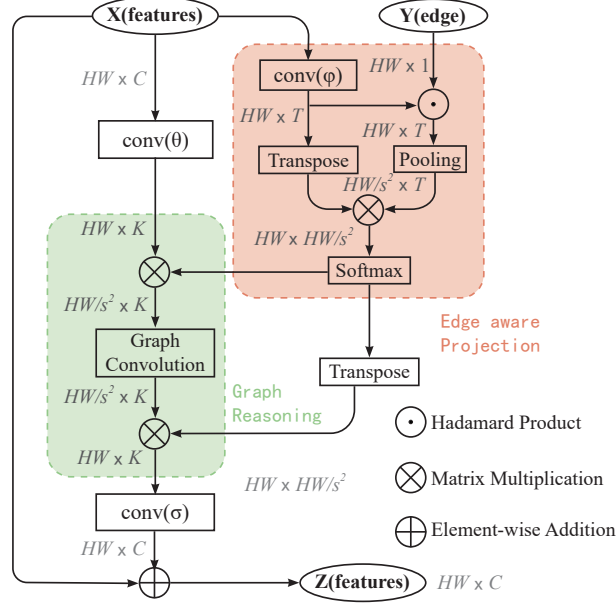 X(features)
Y(edge)
HW x C
conv(φ)
HW x 1
HW x T
HW x T
conv(θ)
Transpose
Pooling
HW/s² x T
HW x K
HW x HW/s²
Softmax
HW/s² x K
Edge aware
Projection
Graph
Convolution
Transpose
HW/s² x K
Graph
Reasoning
Hadamard Product
HW x K
HW x HW/s²
Matrix Multiplication
conv(σ)
Element-wise Addition
HW x C
Z(features)
HW x C